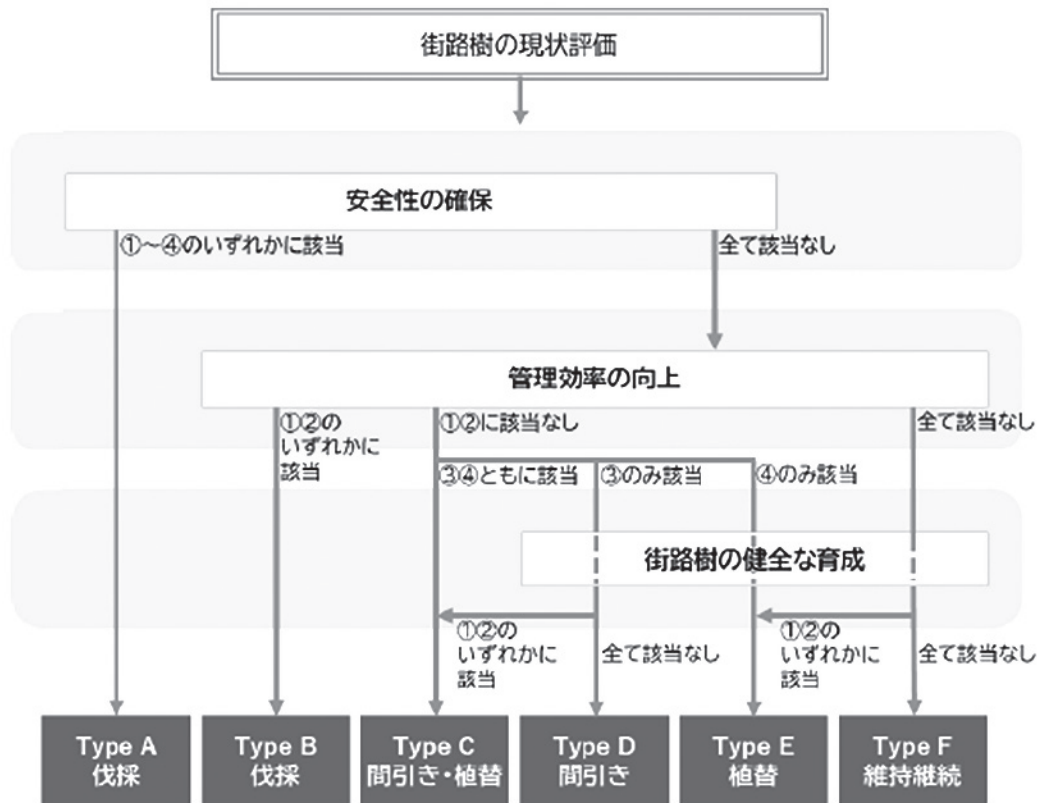 街路樹の現状評価
安全性の確保
①～④のいずれかに該当
全て該当なし
管理効率の向上
①②の
いずれかに
該当
①②に該当なし
全て該当なし
③④ともに該当
③のみ該当
④のみ該当
街路樹の健全な育成
①②の
いずれかに
該当
全て該当なし
①②の
いずれかに
該当
全て該当なし
Type A
伐採
Type B
伐採
Type C
間引き・植替
Type D
間引き
Type E
植替
Type F
維持継続